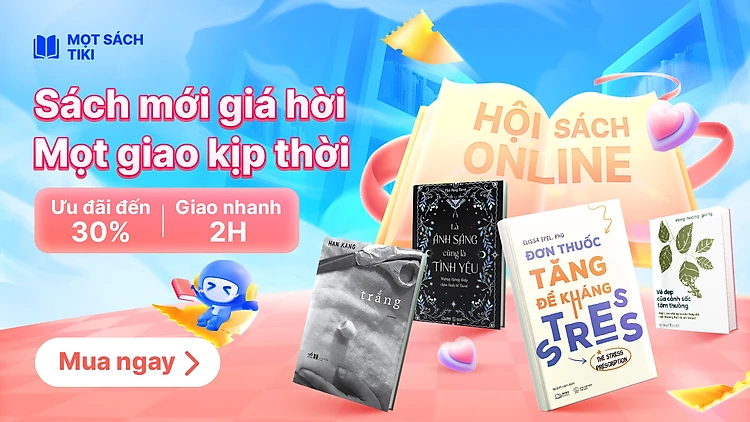 MỌT SÁCH
TIKI
Sách mới giá hời
Mọt giao kịp thời
Ưu đãi đến
30%
Giao nhanh
2H
Mua ngay
HỘI SÁCH
ONLINE
HAN KANG
trắng
Là
ÁNH SÁNG
cũng là
TÌNH YÊU
ELISSA EPEL, PhD
ĐƠN THUỐC
TĂNG
ĐỀ KHÁNG
STRESS
THE STRESS
PRESCRIPTION
Vẻ đẹp
của cảnh sắc
tầm thường